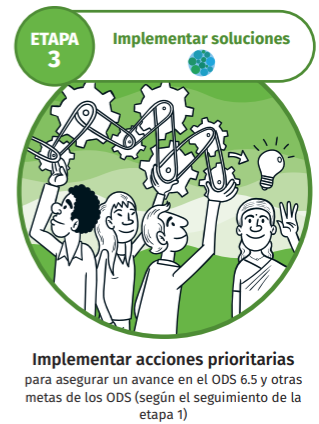 ETAPA
3
Implementar soluciones
Implementar acciones prioritarias
para asegurar un avance en el ODS 6.5 y otras
metas de los ODS (según el seguimiento de la
etapa 1)